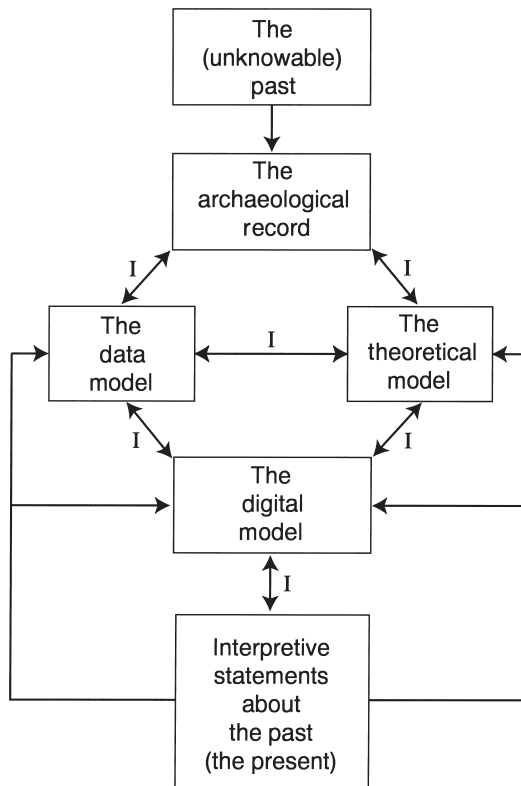 The
(unknowable)
past
The
archaeological
record
I
I
The
data
model
I
The
theoretical
model
I
I
The
digital
model
I
Interpretive
statements
about
the past
(the present)